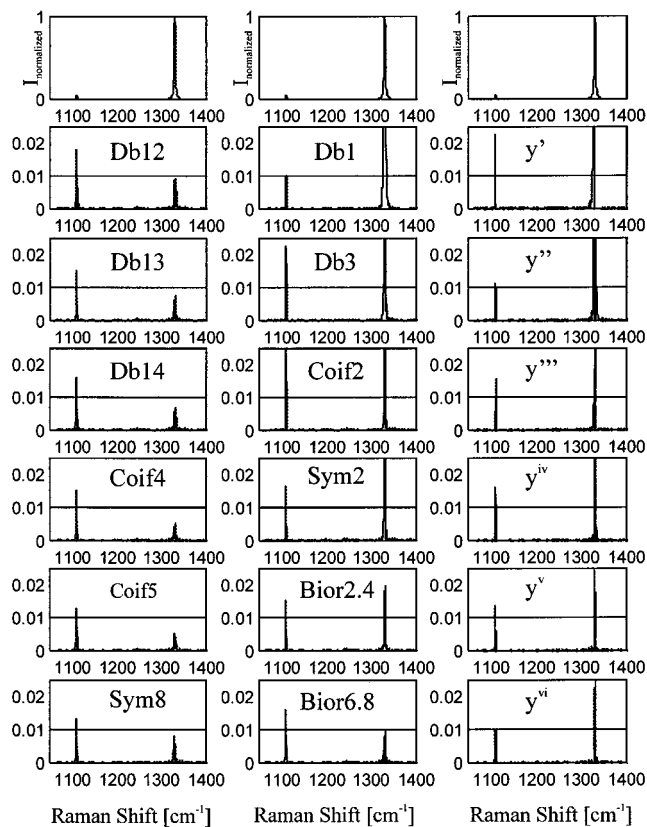 I normalized 1 0 1100 1200 1300 1400
I normalized 1 0 1100 1200 1300 1400
I normalized 1 0 1100 1200 1300 1400
0.02 0.01 0 Db12 1100 1200 1300 1400
0.02 0.01 0 Db1 1100 1200 1300 1400
0.02 0.01 0 y' 1100 1200 1300 1400
0.02 0.01 0 Db13 1100 1200 1300 1400
0.02 0.01 0 Db3 1100 1200 1300 1400
0.02 0.01 0 y'' 1100 1200 1300 1400
0.02 0.01 0 Db14 1100 1200 1300 1400
0.02 0.01 0 Coif2 1100 1200 1300 1400
0.02 0.01 0 y''' 1100 1200 1300 1400
0.02 0.01 0 Coif4 1100 1200 1300 1400
0.02 0.01 0 Sym2 1100 1200 1300 1400
0.02 0.01 0 y iv 1100 1200 1300 1400
0.02 0.01 0 Coif5 1100 1200 1300 1400
0.02 0.01 0 Bior2.4 1100 1200 1300 1400
0.02 0.01 0 y v 1100 1200 1300 1400
0.02 0.01 0 Sym8 1100 1200 1300 1400
0.02 0.01 0 Bior6.8 1100 1200 1300 1400
0.02 0.01 0 y vi 1100 1200 1300 1400
Raman Shift [cm⁻¹]
Raman Shift [cm⁻¹]
Raman Shift [cm⁻¹]